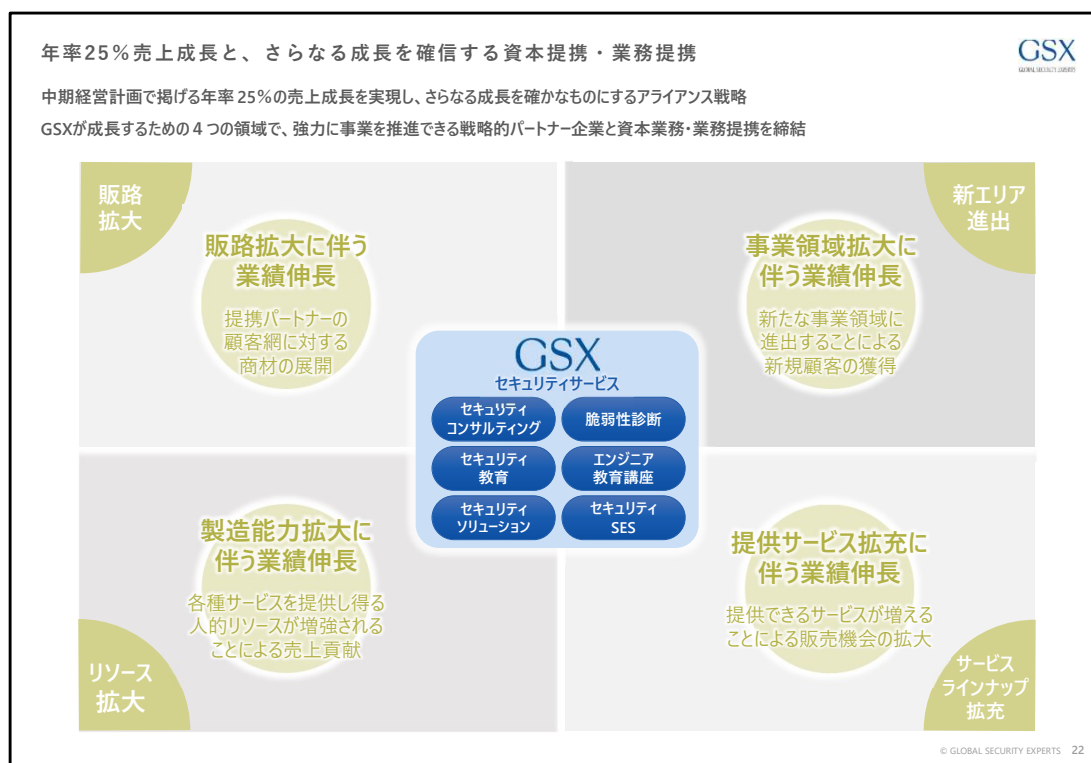 年率25%売上成長と、さらなる成長を確信する資本提携・業務提携
GSX
GLOBAL SECURITY EXPERTS
中期経営計画で掲げる年率25%の売上成長を実現し、さらなる成長を確かなものにするアライアンス戦略
GSXが成長するための4つの領域で、強力に事業を推進できる戦略的パートナー企業と資本業務・業務提携を締結
販路
拡大
販路拡大に伴う
業績伸長
提携パートナーの
顧客網に対する
商材の展開
新エリア
進出
事業領域拡大に
伴う業績伸長
新たな事業領域に
進出することによる
新規顧客の獲得
GSX
セキュリティサービス
セキュリティ
コンサルティング
脆弱性診断
セキュリティ
教育
エンジニア
教育講座
セキュリティ
ソリューション
セキュリティ
SES
製造能力拡大に
伴う業績伸長
各種サービスを提供し得る
人的リソースが増強される
ことによる売上貢献
リソース
拡大
提供サービス拡充に
伴う業績伸長
提供できるサービスが増える
ことによる販売機会の拡大
サービス
ラインナップ
拡充
© GLOBAL SECURITY EXPERTS 22